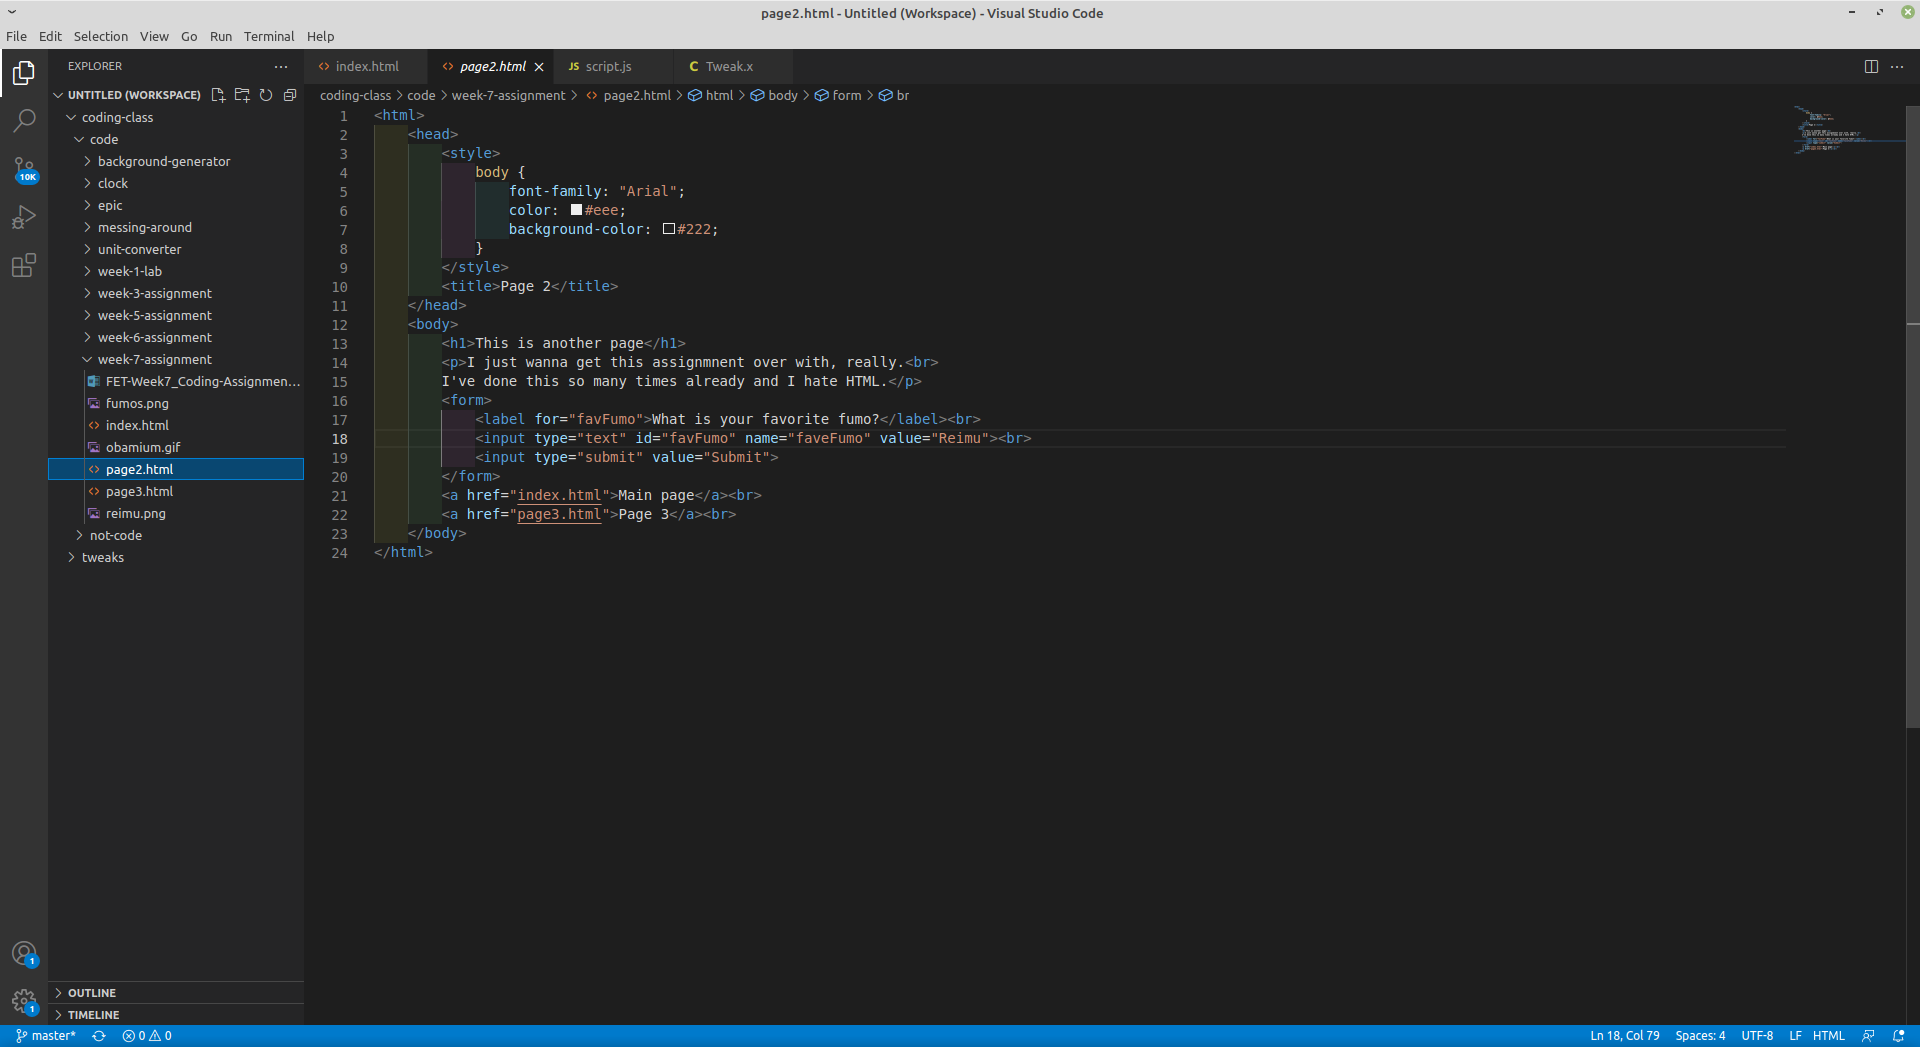 page2.html - Untitled (Workspace) - Visual Studio Code
File Edit Selection View Go Run Terminal Help
EXPLORER
UNTITLED (WORKSPACE)
coding-class
code
background-generator
clock
epic
messing-around
unit-converter
week-1-lab
week-3-assignment
week-5-assignment
week-6-assignment
week-7-assignment
FET-Week7_Coding-Assignmen...
fumos.png
index.html
obamium.gif
page2.html
page3.html
reimu.png
not-code
tweaks
OUTLINE
TIMELINE
10K
1
1
index.html page2.html JS script.js C Tweak.x
coding-class > code > week-7-assignment > page2.html > html > body > form > br
1 <html>
2 <head>
3 <style>
4 body {
5 font-family: "Arial";
6 color: #eee;
7 background-color: #222;
8 }
9 </style>
10 <title>Page 2</title>
11 </head>
12 <body>
13 <h1>This is another page</h1>
14 <p>I just wanna get this assignmnent over with, really.<br>
15 I've done this so many times already and I hate HTML.</p>
16 <form>
17 <label for="favFumo">What is your favorite fumo?</label><br>
18 <input type="text" id="favFumo" name="faveFumo" value="Reimu"><br>
19 <input type="submit" value="Submit">
20 </form>
21 <a href="index.html">Main page</a><br>
22 <a href="page3.html">Page 3</a><br>
23 </body>
24 </html>
master* 0 0 Ln 18, Col 79 Spaces: 4 UTF-8 LF HTML